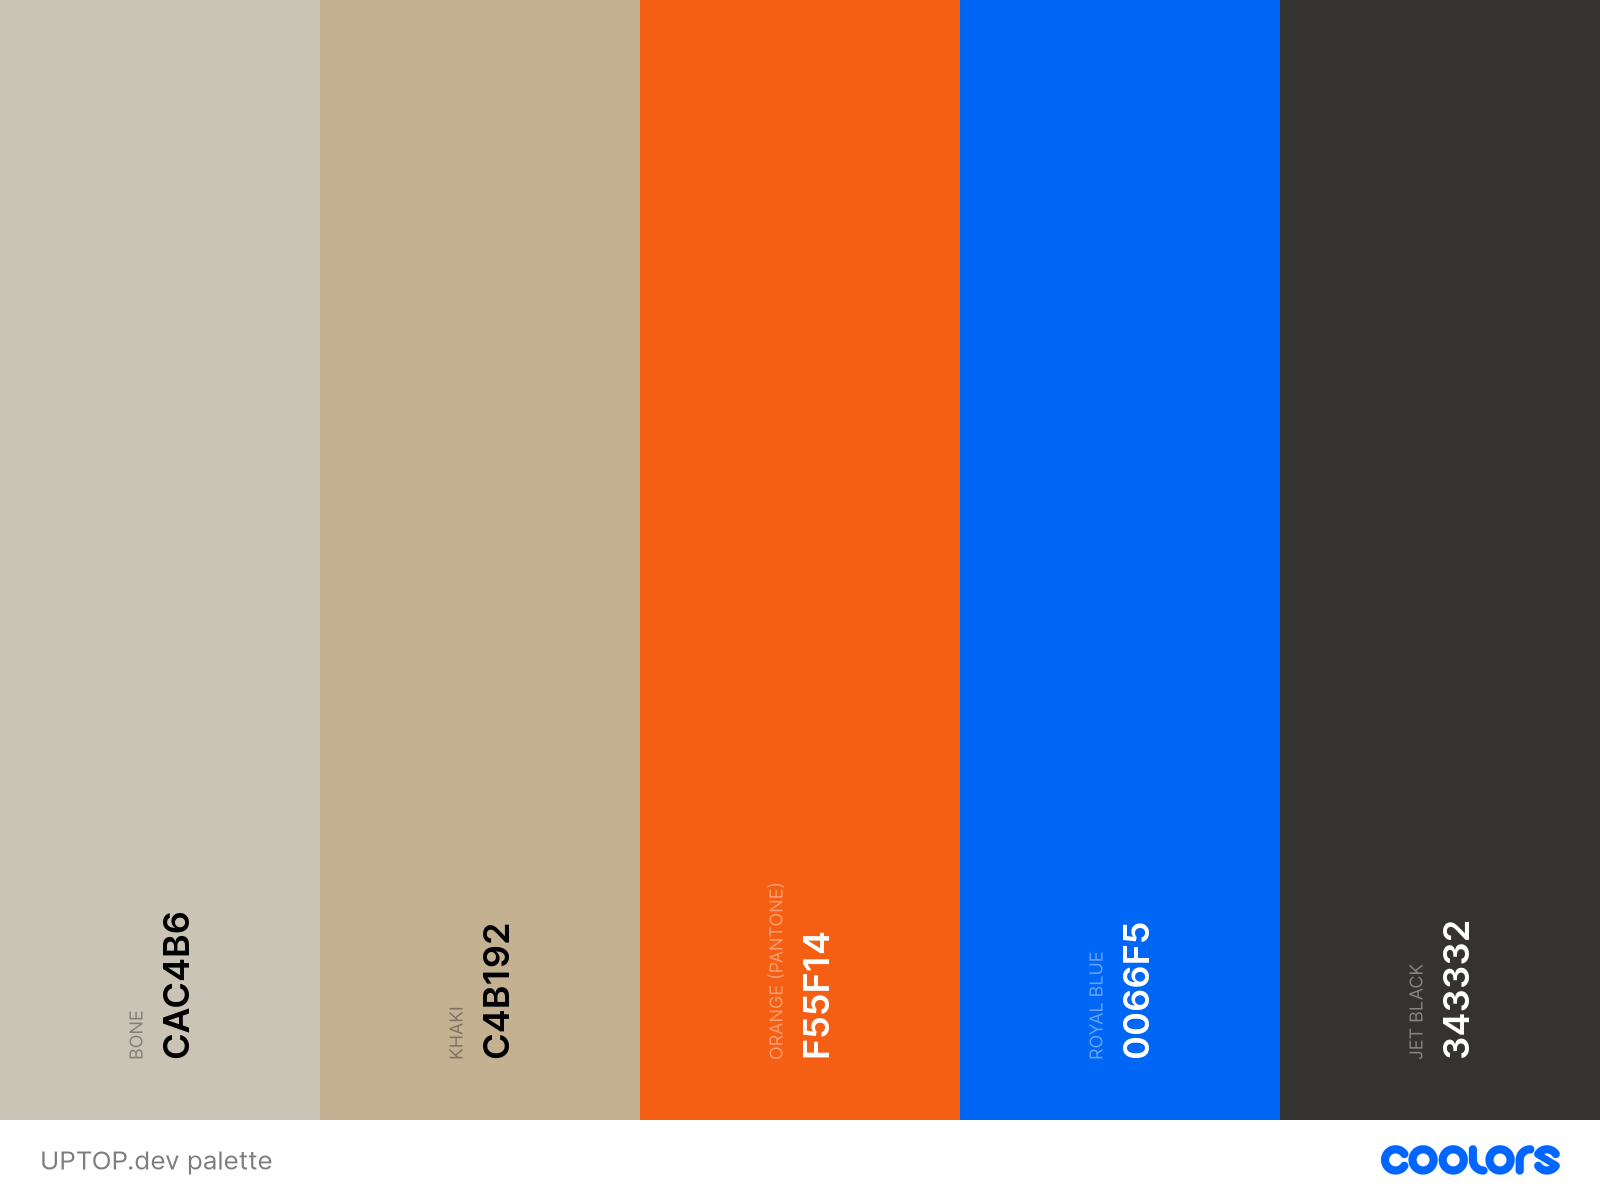 BONE
CAC4B6
KHAKI
C4B192
ORANGE (PANTONE)
F55F14
ROYAL BLUE
0066F5
JET BLACK
343332
UPTOP.dev palette
coolors